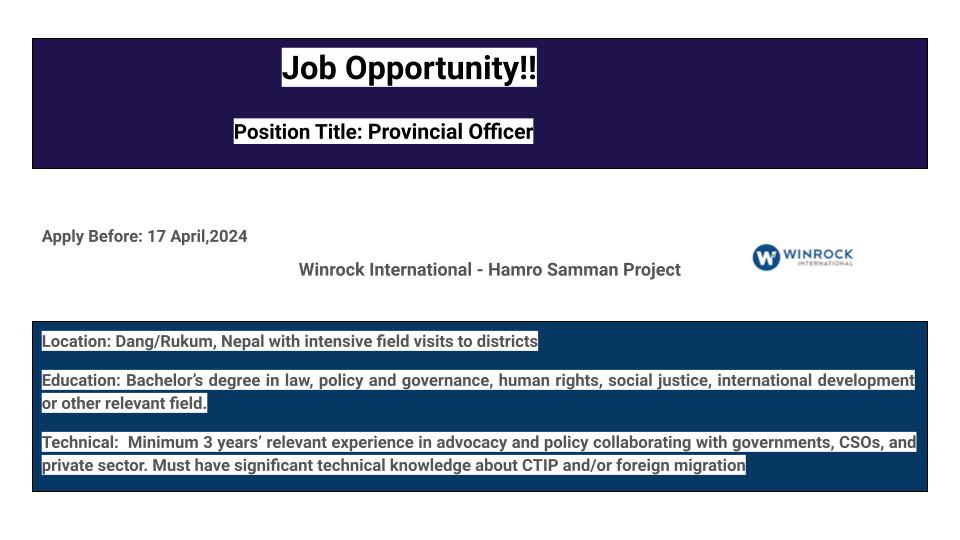 Job Opportunity!!
Position Title: Provincial Officer
Apply Before: 17 April,2024
Winrock International - Hamro Samman Project
W
WINROCK
INTERNATIONAL
Location: Dang/Rukum, Nepal with intensive field visits to districts
Education: Bachelor’s degree in law, policy and governance, human rights, social justice, international development
or other relevant field.
Technical:  Minimum 3 years’ relevant experience in advocacy and policy collaborating with governments, CSOs, and
private sector. Must have significant technical knowledge about CTIP and/or foreign migration